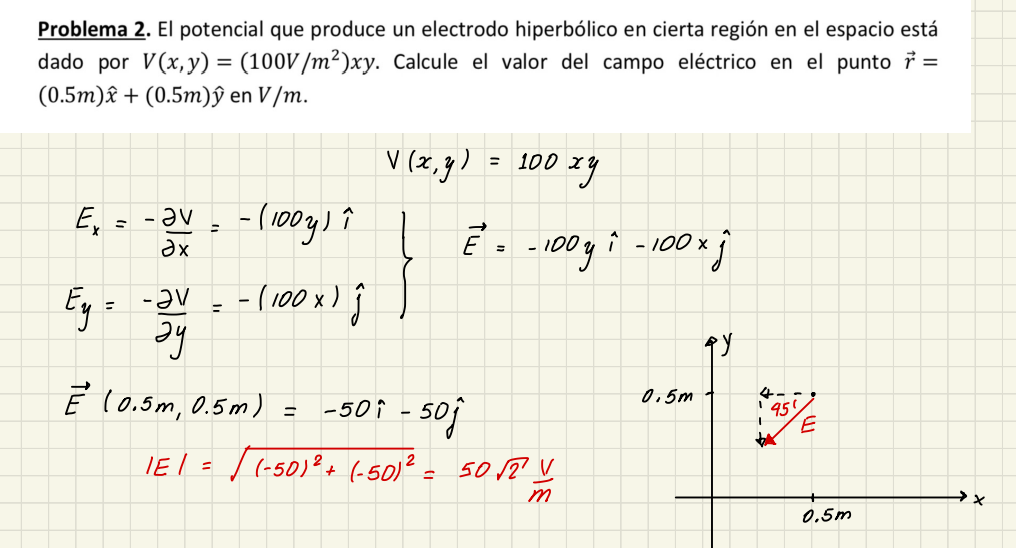 Problema 2. El potencial que produce un electrodo hiperbólico en cierta región en el espacio está
dado por V(x, y) = (100V/m²)xy. Calcule el valor del campo eléctrico en el punto r⃗ =
(0.5m)x̂ + (0.5m)ŷ en V/m.
V(x,y) = 100 xy
Eₓ = -∂V/∂x = -(100y) î
E_y = -∂V/∂y = -(100x) ĵ
E⃗ = -100y î - 100x ĵ
E⃗ (0.5m, 0.5m) = -50 î - 50 ĵ
|E| = √((-50)² + (-50)²) = 50√2 V/m
y
0.5m
45°
E
x
0.5m